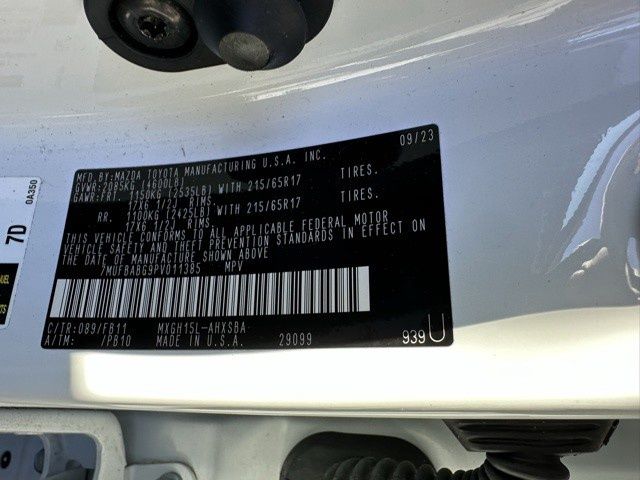 09/23
MFD.BY:MAZDA TOYOTA MANUFACTURING U.S.A. INC.
GVWR:2085KG (4600LB)
GAWR:FRT. 1150KG (2535LB) WITH 215/65R17 TIRES.
17X6 1/2J RIMS
RR. 1100KG (2425LB) WITH 215/65R17 TIRES.
17X6 1/2J RIMS
THIS VEHICLE CONFORMS TO ALL APPLICABLE FEDERAL MOTOR
VEHICLE SAFETY AND THEFT PREVENTION STANDARDS IN EFFECT ON
THE DATE OF MANUFACTURE SHOWN ABOVE
7MUFBABG9PV011385 MPV
C/TR:089/FB11 MXGH15L-AHXSBA
A/TM: /PB10 MADE IN U.S.A. 29099 939U
7D
0A350